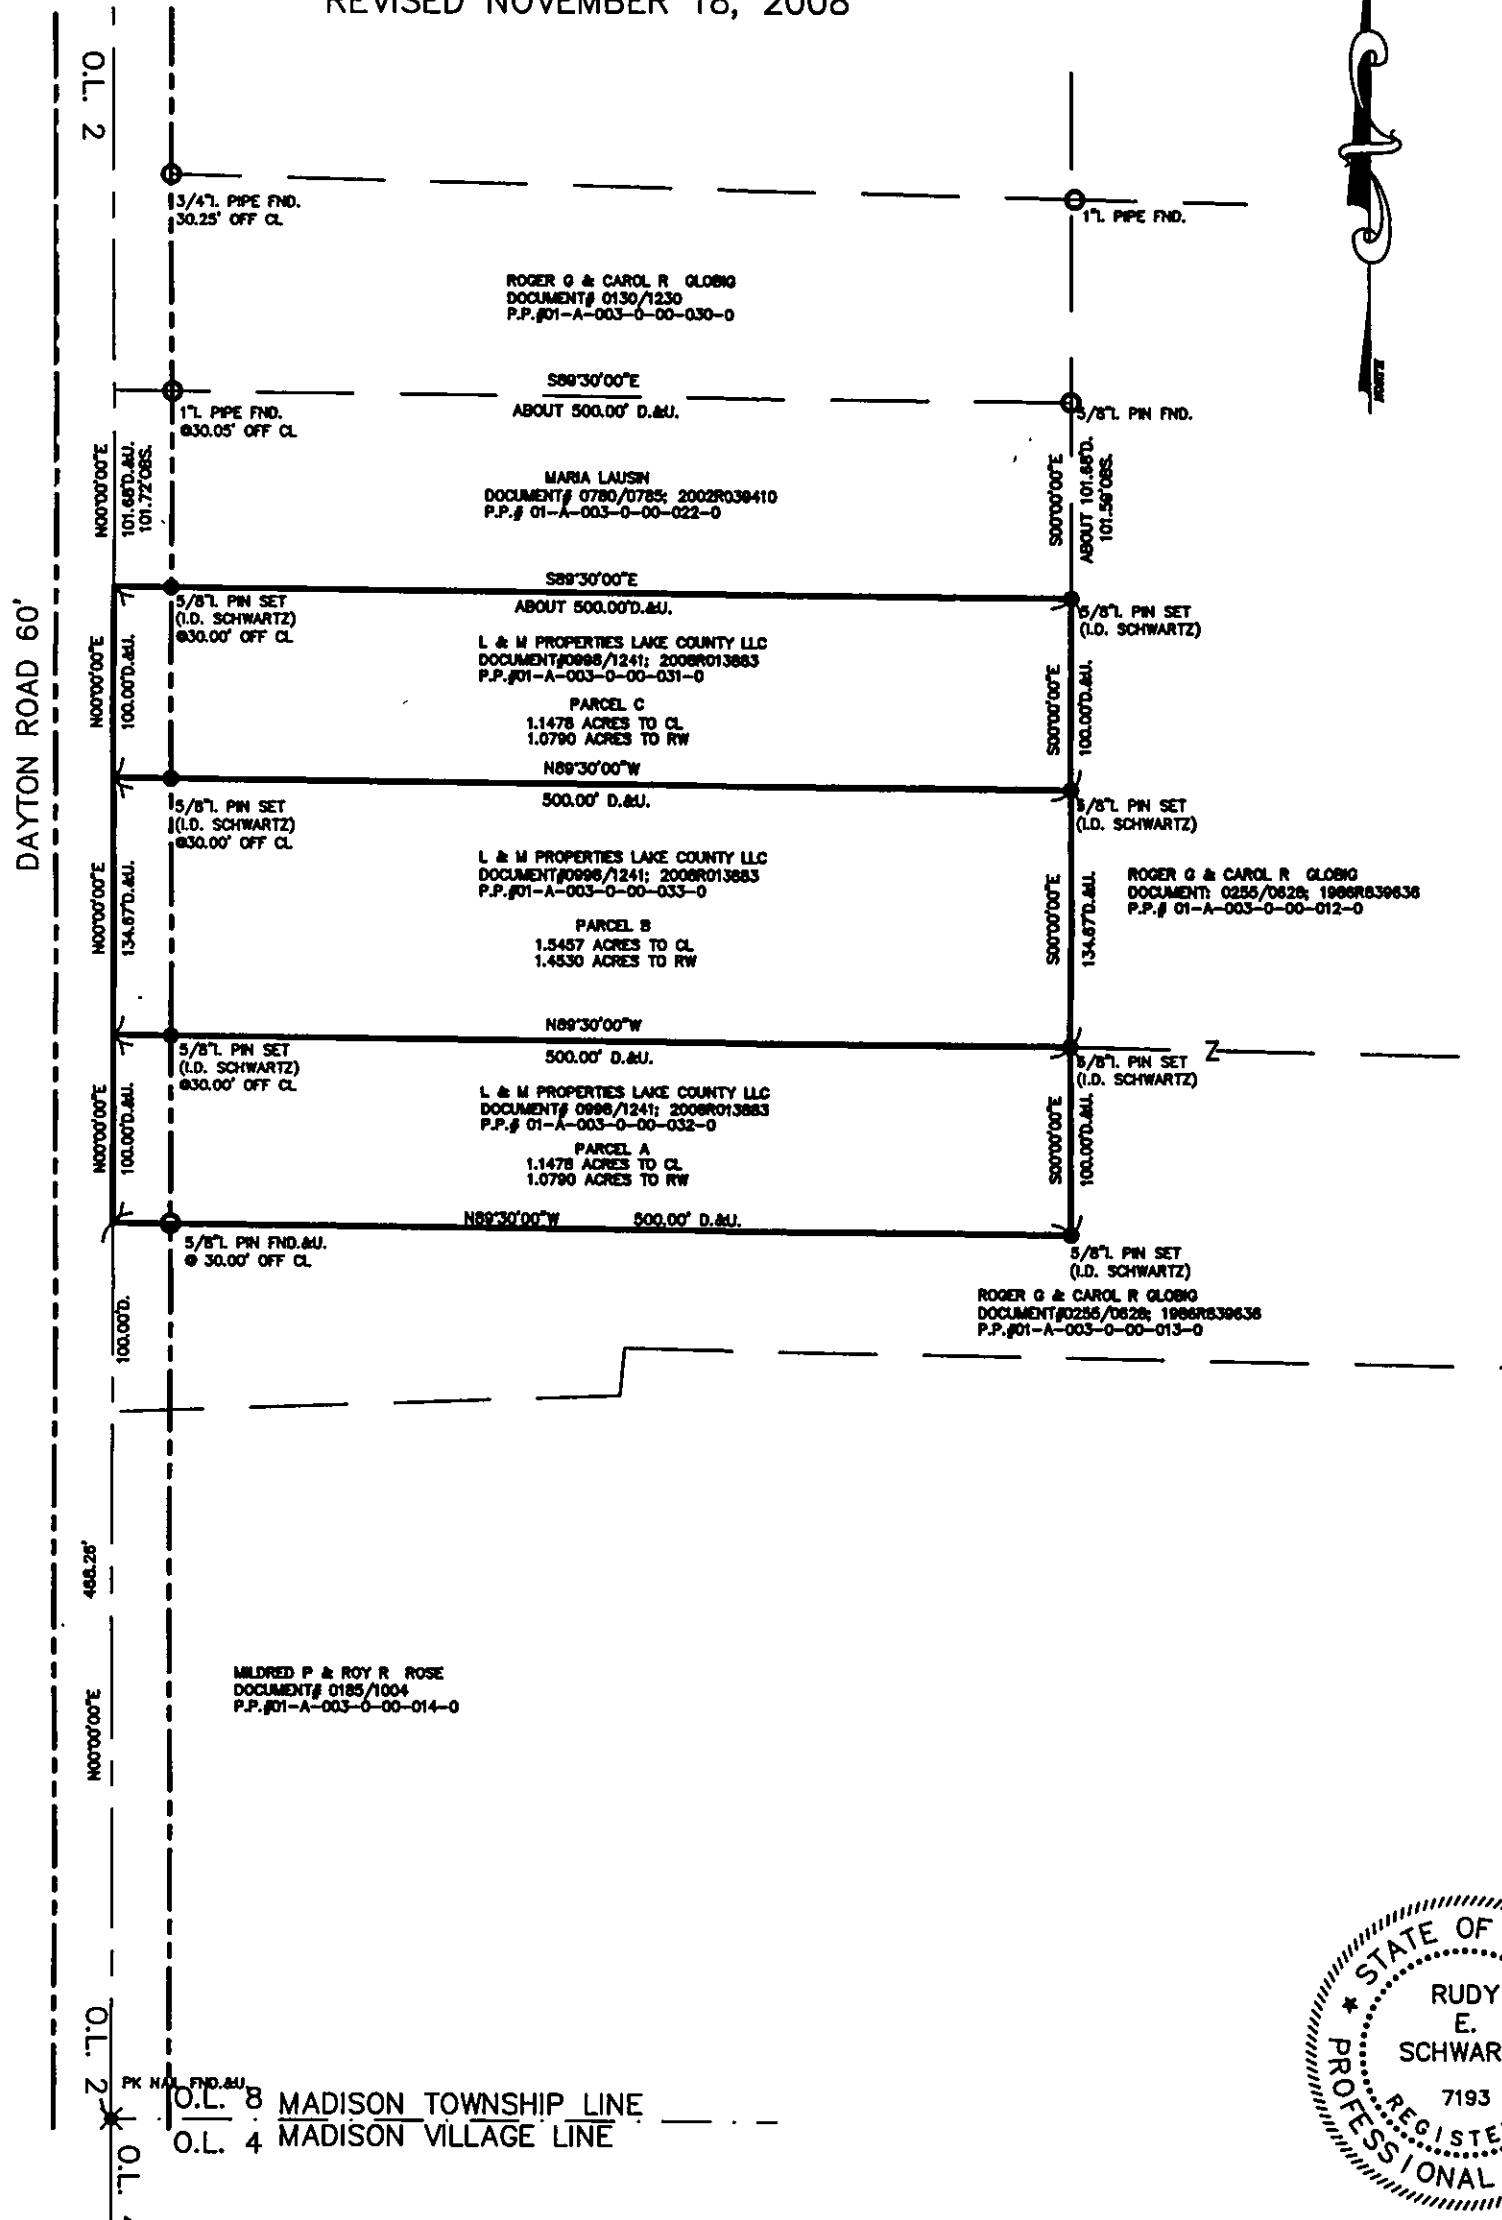 REVISED NOVEMBER 18, 2008
O.L. 2
3/4"I. PIPE FND.
30.25' OFF CL
1"I. PIPE FND.
ROGER G & CAROL R GLOBIG
DOCUMENT# 0130/1230
P.P.#01-A-003-0-00-030-0
S89°30'00"E
ABOUT 500.00' D.&U.
1"I. PIPE FND.
@30.05' OFF CL
5/8"I. PIN FND.
N00°00'00"E
101.68'D.&U.
101.72'OBS.
MARIA LAUSIN
DOCUMENT# 0780/0785; 2002R039410
P.P.# 01-A-003-0-00-022-0
S00°00'00"E
ABOUT 101.68'D.
101.59'OBS.
S89°30'00"E
ABOUT 500.00'D.&U.
5/8"I. PIN SET
(I.D. SCHWARTZ)
@30.00' OFF CL
5/8"I. PIN SET
(I.D. SCHWARTZ)
DAYTON ROAD 60'
N00°00'00"E
100.00'D.&U.
L & M PROPERTIES LAKE COUNTY LLC
DOCUMENT#0998/1241; 2008R013883
P.P.#01-A-003-0-00-031-0
PARCEL C
1.1478 ACRES TO CL
1.0790 ACRES TO RW
S00°00'00"E
100.00'D.&U.
N89°30'00"W
500.00' D.&U.
5/8"I. PIN SET
(I.D. SCHWARTZ)
@30.00' OFF CL
5/8"I. PIN SET
(I.D. SCHWARTZ)
N00°00'00"E
134.67'D.&U.
L & M PROPERTIES LAKE COUNTY LLC
DOCUMENT#0998/1241; 2008R013883
P.P.#01-A-003-0-00-033-0
PARCEL B
1.5457 ACRES TO CL
1.4530 ACRES TO RW
S00°00'00"E
134.67'D.&U.
ROGER G & CAROL R GLOBIG
DOCUMENT: 0255/0628; 1986R839636
P.P.# 01-A-003-0-00-012-0
N89°30'00"W
500.00' D.&U.
5/8"I. PIN SET
(I.D. SCHWARTZ)
@30.00' OFF CL
5/8"I. PIN SET
(I.D. SCHWARTZ)
Z
N00°00'00"E
100.00'D.&U.
L & M PROPERTIES LAKE COUNTY LLC
DOCUMENT# 0998/1241; 2008R013883
P.P.# 01-A-003-0-00-032-0
PARCEL A
1.1478 ACRES TO CL
1.0790 ACRES TO RW
S00°00'00"E
100.00'D.&U.
N89°30'00"W 500.00' D.&U.
5/8"I. PIN FND.&U.
@ 30.00' OFF CL
5/8"I. PIN SET
(I.D. SCHWARTZ)
ROGER G & CAROL R GLOBIG
DOCUMENT#0255/0628; 1986R839636
P.P.#01-A-003-0-00-013-0
100.00'D.
N00°00'00"E 468.26'
MILDRED P & ROY R ROSE
DOCUMENT# 0185/1004
P.P.#01-A-003-0-00-014-0
O.L. 2
PK NAIL FND.&U.
O.L. 8 MADISON TOWNSHIP LINE
O.L. 4 MADISON VILLAGE LINE
O.L.
STATE OF
RUDY
E.
SCHWAR
7193
REGISTE
PROFESSIONAL